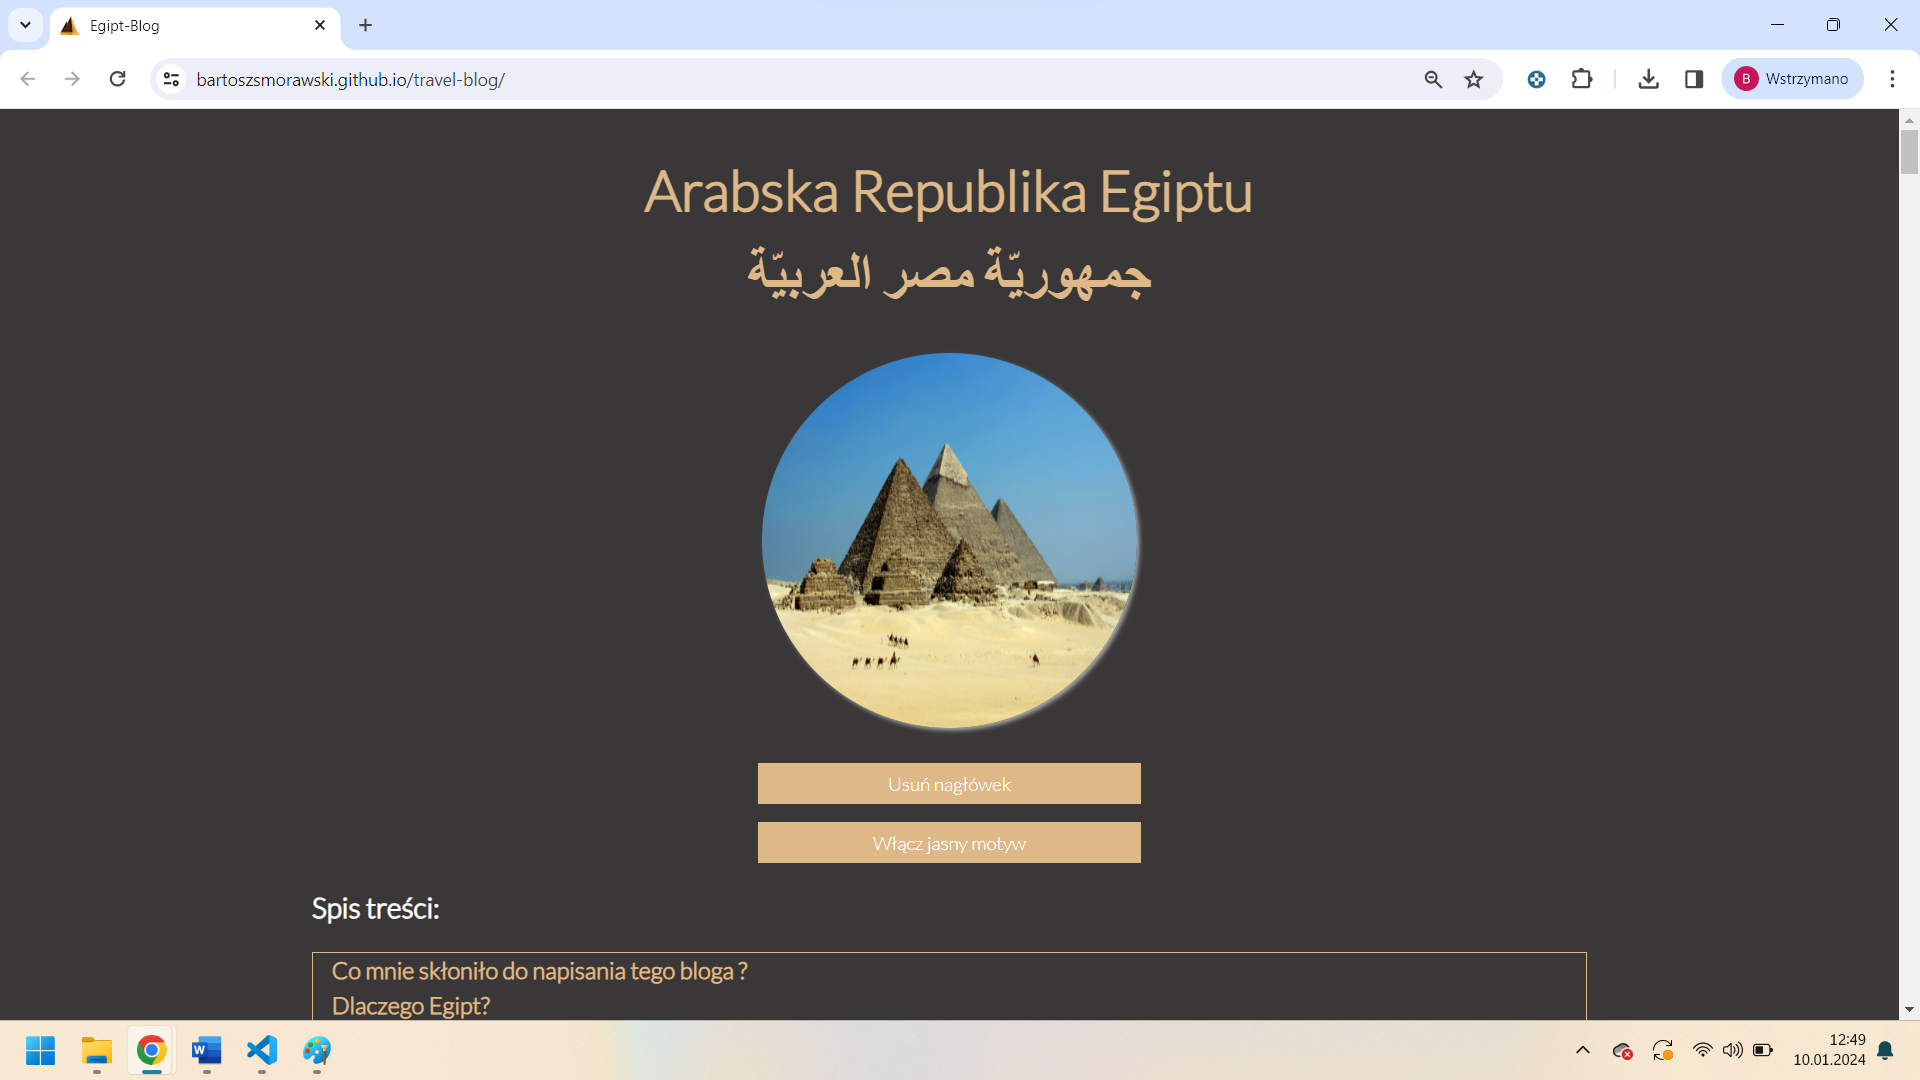 Egipt-Blog
bartoszsmorawski.github.io/travel-blog/
B Wstrzymano
Arabska Republika Egiptu
جمهوريّة مصر العربيّة
Usuń nagłówek
Włącz jasny motyw
Spis treści:
Co mnie skłoniło do napisania tego bloga ?
Dlaczego Egipt?
W
12:49
10.01.2024